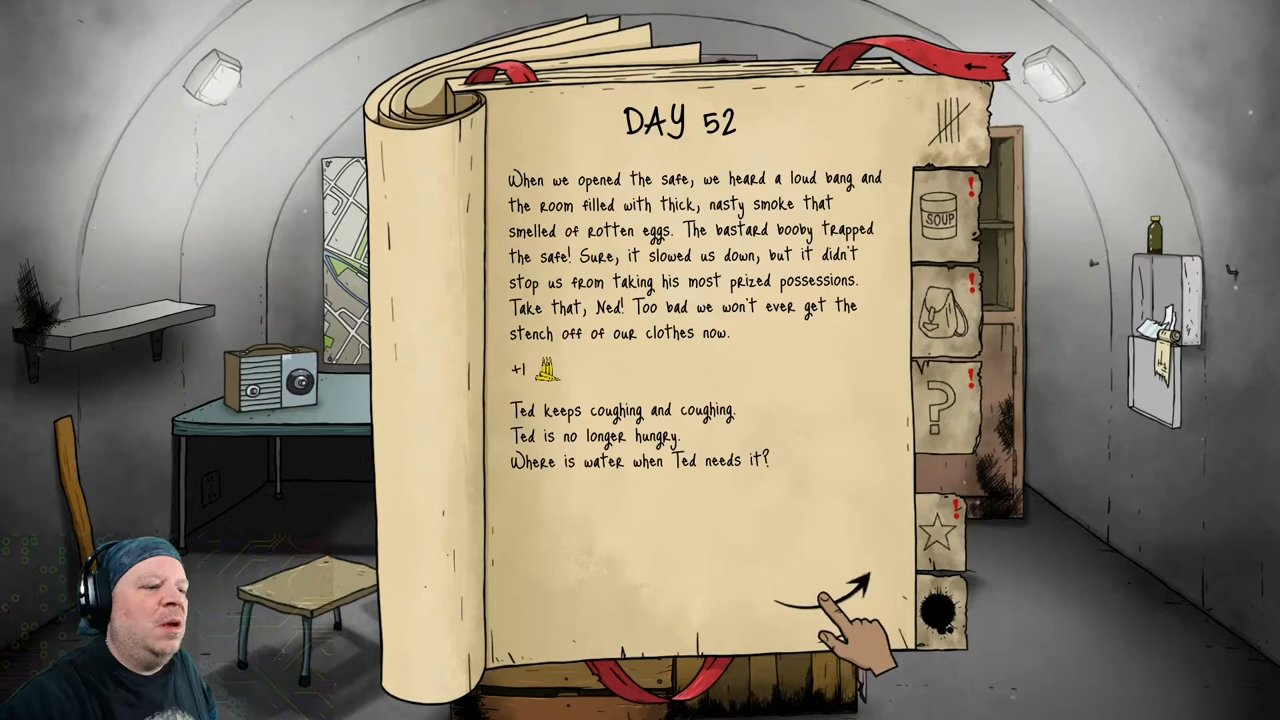 DAY 52
When we opened the safe, we heard a loud bang and
the room filled with thick, nasty smoke that
smelled of rotten eggs. The bastard booby trapped
the safe! Sure, it slowed us down, but it didn't
stop us from taking his most prized possessions.
Take that, Ned! Too bad we won't ever get the
stench off of our clothes now.
+1
Ted keeps coughing and coughing.
Ted is no longer hungry.
Where is water when Ted needs it?
!
SOUP
!
!
?
!